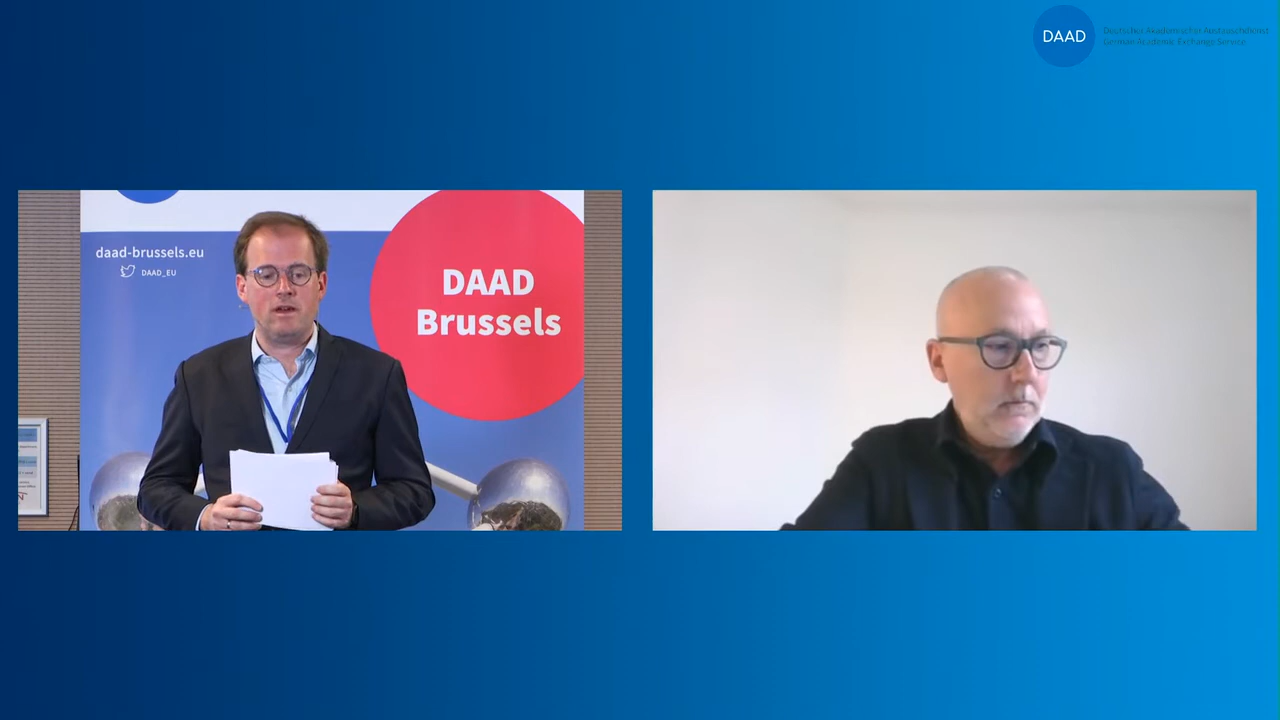 DAAD
Deutscher Akademischer Austauschdienst
German Academic Exchange Service
daad-brussels.eu
DAAD_EU
DAAD
Brussels